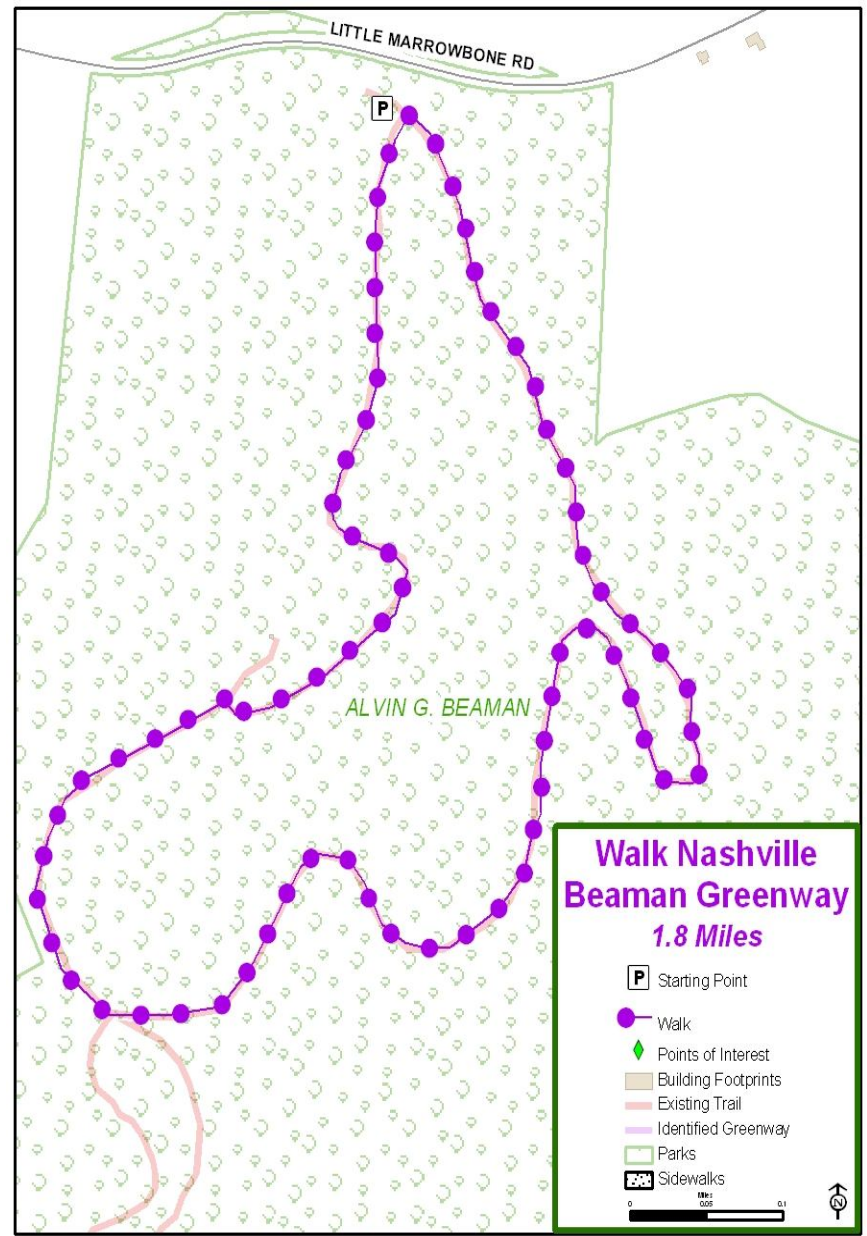 LITTLE MARROWBONE RD
P
ALVIN G. BEAMAN
Walk Nashville
Beaman Greenway
1.8 Miles
P Starting Point
Walk
Points of Interest
Building Footprints
Existing Trail
Identified Greenway
Parks
Sidewalks
Miles
0 0.05 0.1
N